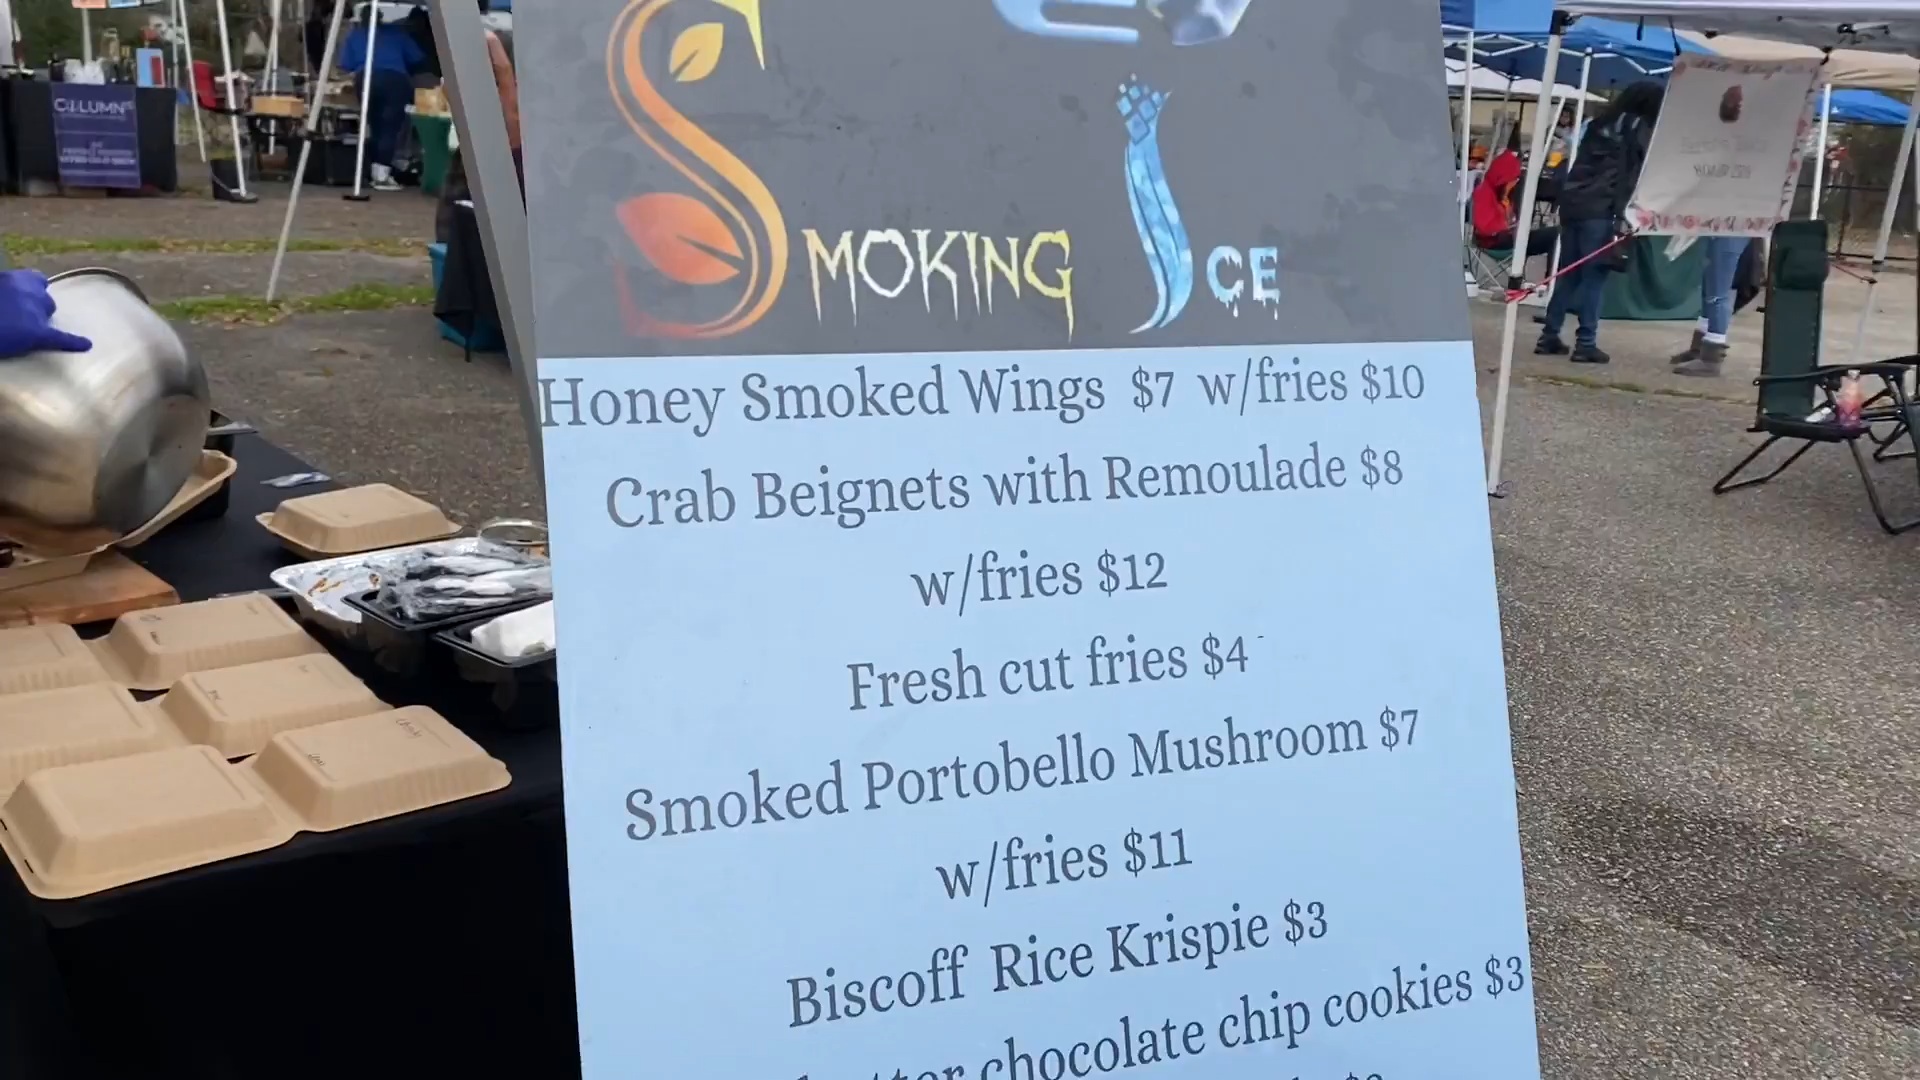 SMOKING ICE
Honey Smoked Wings $7 w/fries $10
Crab Beignets with Remoulade $8
w/fries $12
Fresh cut fries $4
Smoked Portobello Mushroom $7
w/fries $11
Biscoff Rice Krispie $3
chocolate chip cookies $3